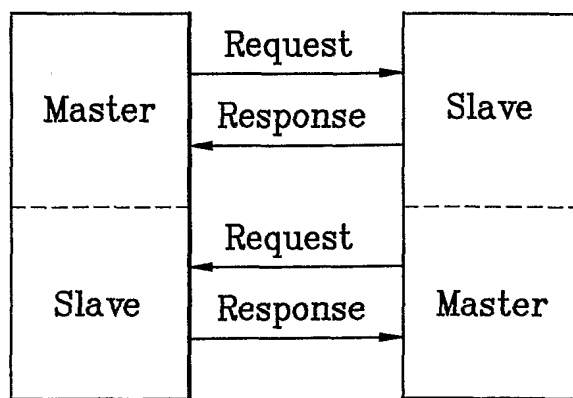 Request
Master
Response
Slave
Request
Slave
Response
Master